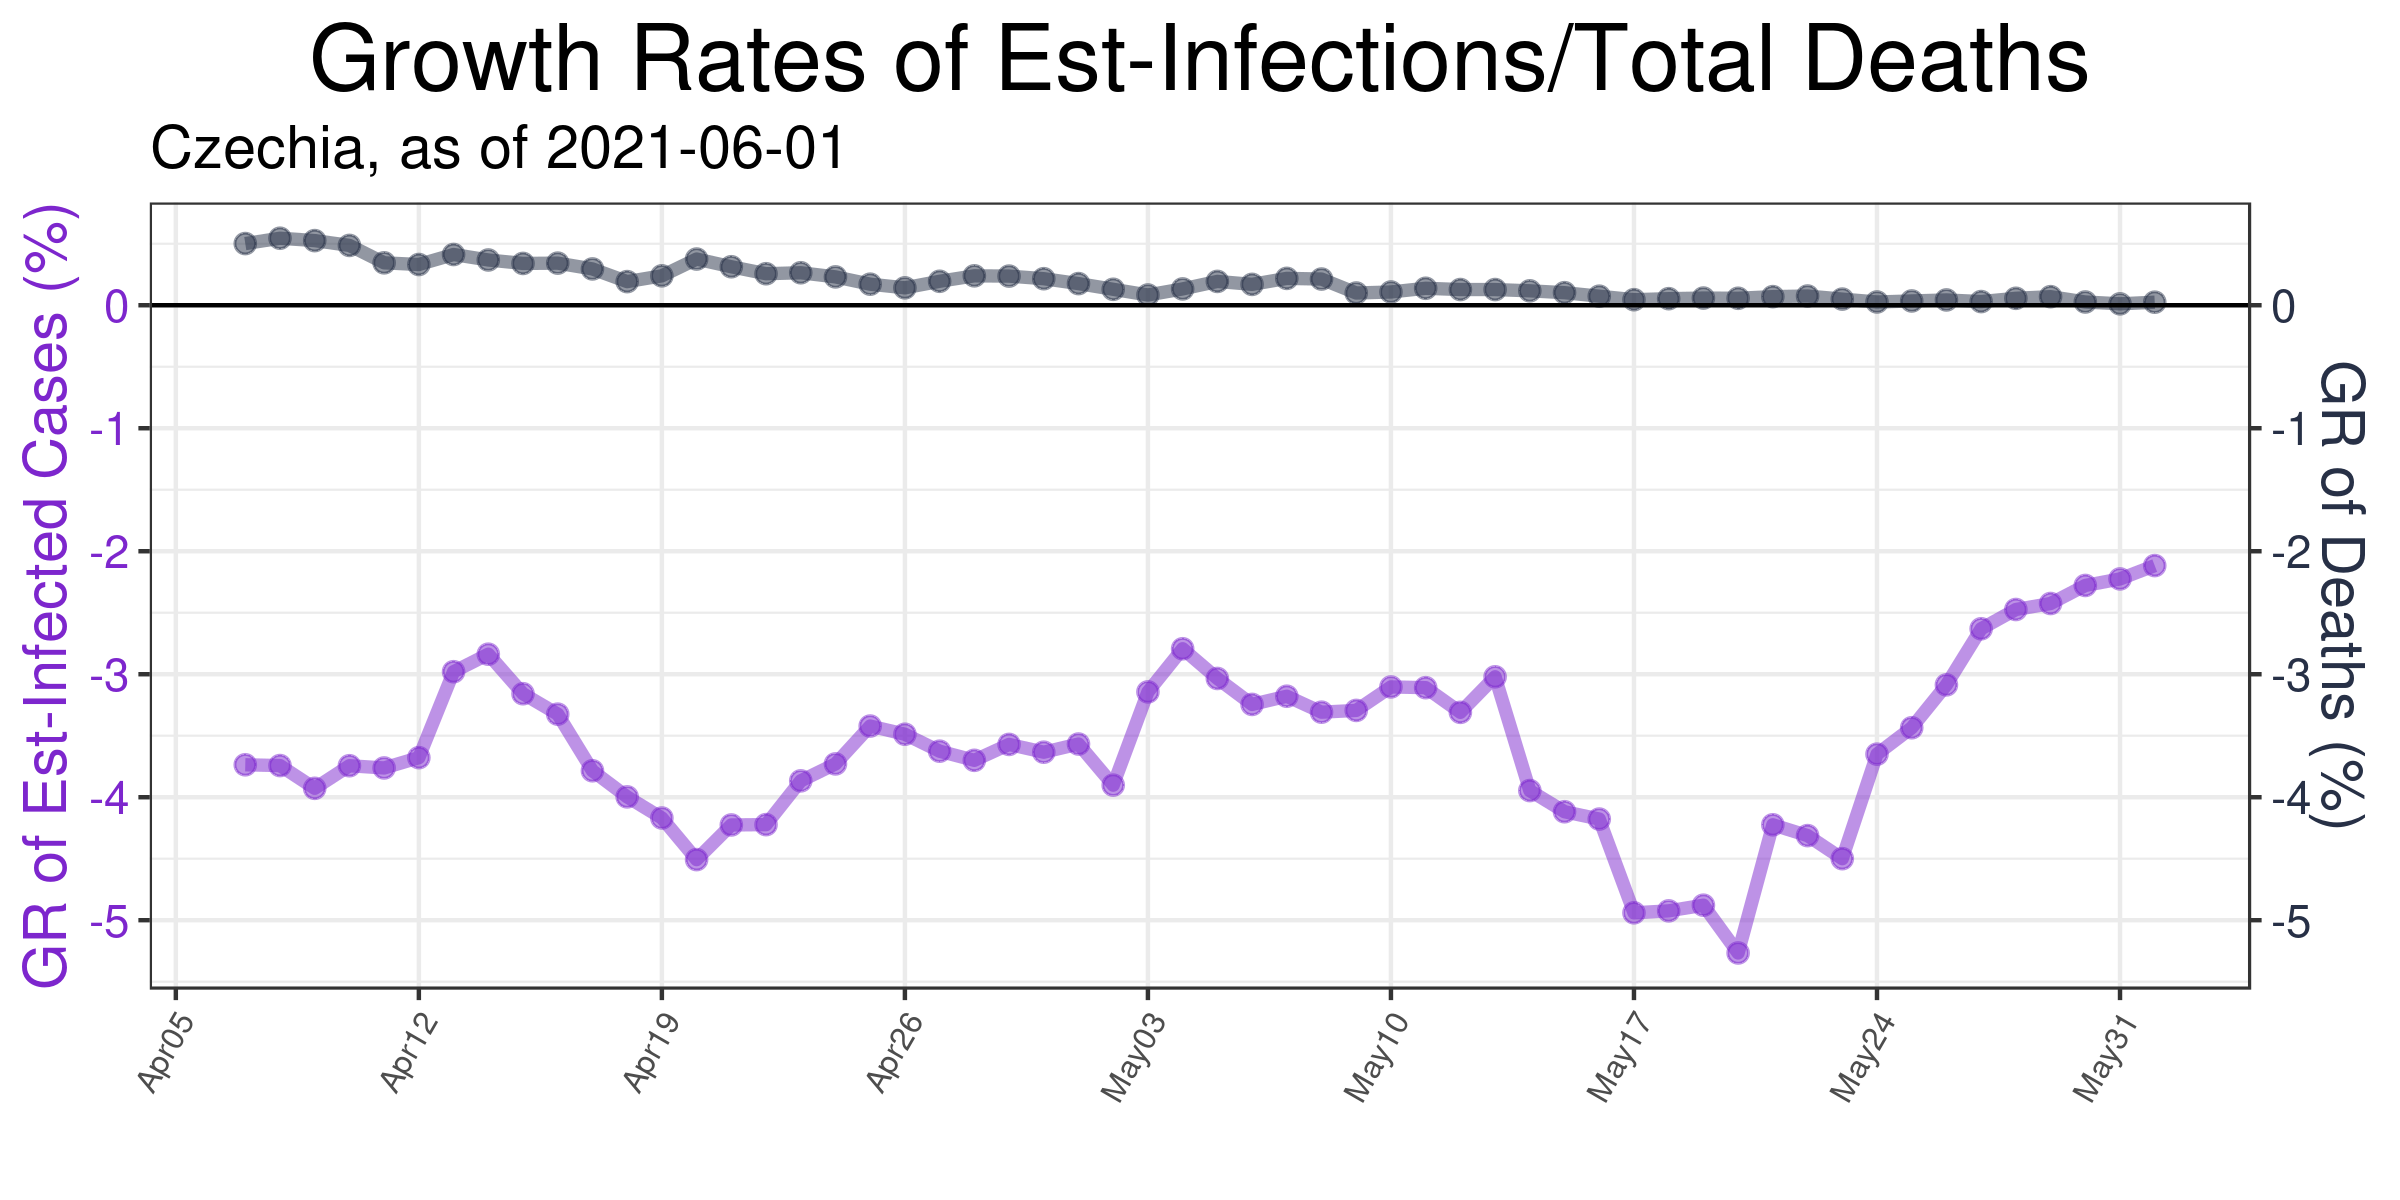 Growth Rates of Est-Infections/Total Deaths
Czechia, as of 2021-06-01
GR of Est-Infected Cases (%)
0
-1
-2
-3
-4
-5
0
-1
-2
-3
-4
-5
GR of Deaths (%)
Apr05
Apr12
Apr19
Apr26
May03
May10
May17
May24
May31